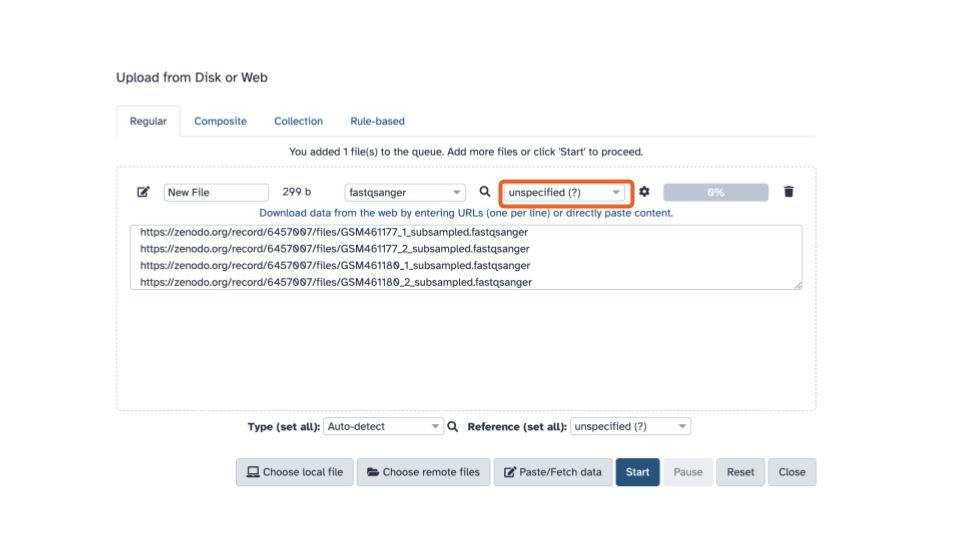 Upload from Disk or Web
Regular Composite Collection Rule-based
You added 1 file(s) to the queue. Add more files or click 'Start' to proceed.
New File 299 b fastqsanger unspecified (?) 0%
Download data from the web by entering URLs (one per line) or directly paste content.
https://zenodo.org/record/6457007/files/GSM461177_1_subsampled.fastqsanger
https://zenodo.org/record/6457007/files/GSM461177_2_subsampled.fastqsanger
https://zenodo.org/record/6457007/files/GSM461180_1_subsampled.fastqsanger
https://zenodo.org/record/6457007/files/GSM461180_2_subsampled.fastqsanger
Type (set all): Auto-detect Reference (set all): unspecified (?)
Choose local file Choose remote files Paste/Fetch data Start Pause Reset Close